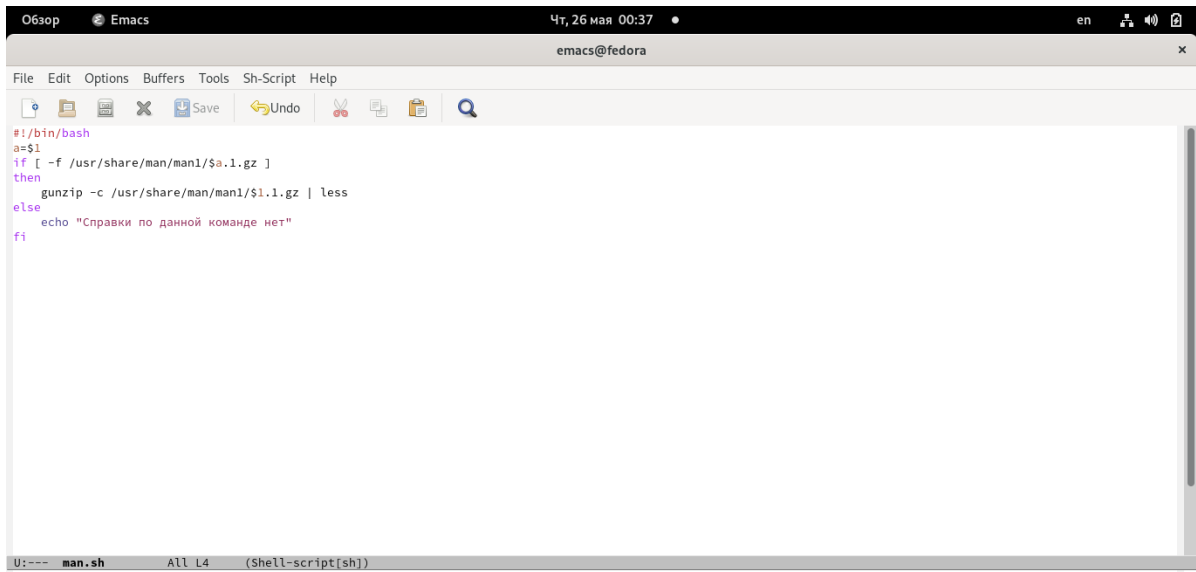 Обзор Emacs Чт, 26 мая 00:37 en
emacs@fedora
File Edit Options Buffers Tools Sh-Script Help
Save Undo
#!/bin/bash
a=$1
if [ -f /usr/share/man/man1/$a.1.gz ]
then
    gunzip -c /usr/share/man/man1/$1.1.gz | less
else
    echo "Справки по данной команде нет"
fi
U:--- man.sh All L4 (Shell-script[sh])